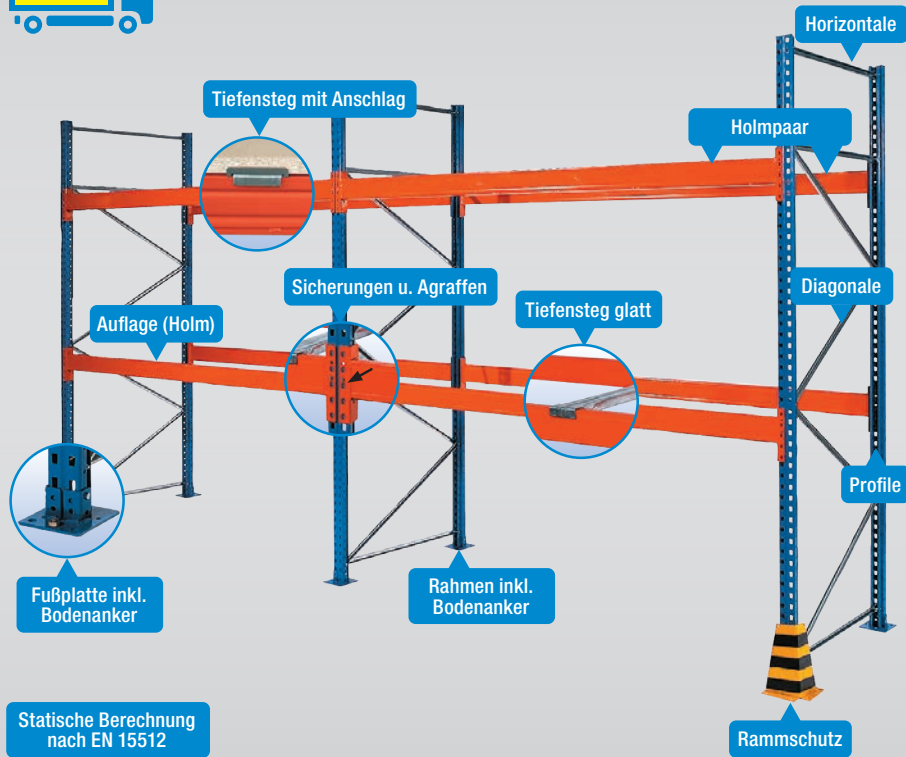 Horizontale
Tiefensteg mit Anschlag
Holmpaar
Sicherungen u. Agraffen
Diagonale
Tiefensteg glatt
Auflage (Holm)
Profile
Fußplatte inkl.
Bodenanker
Rahmen inkl.
Bodenanker
Statische Berechnung
nach EN 15512
Rammschutz